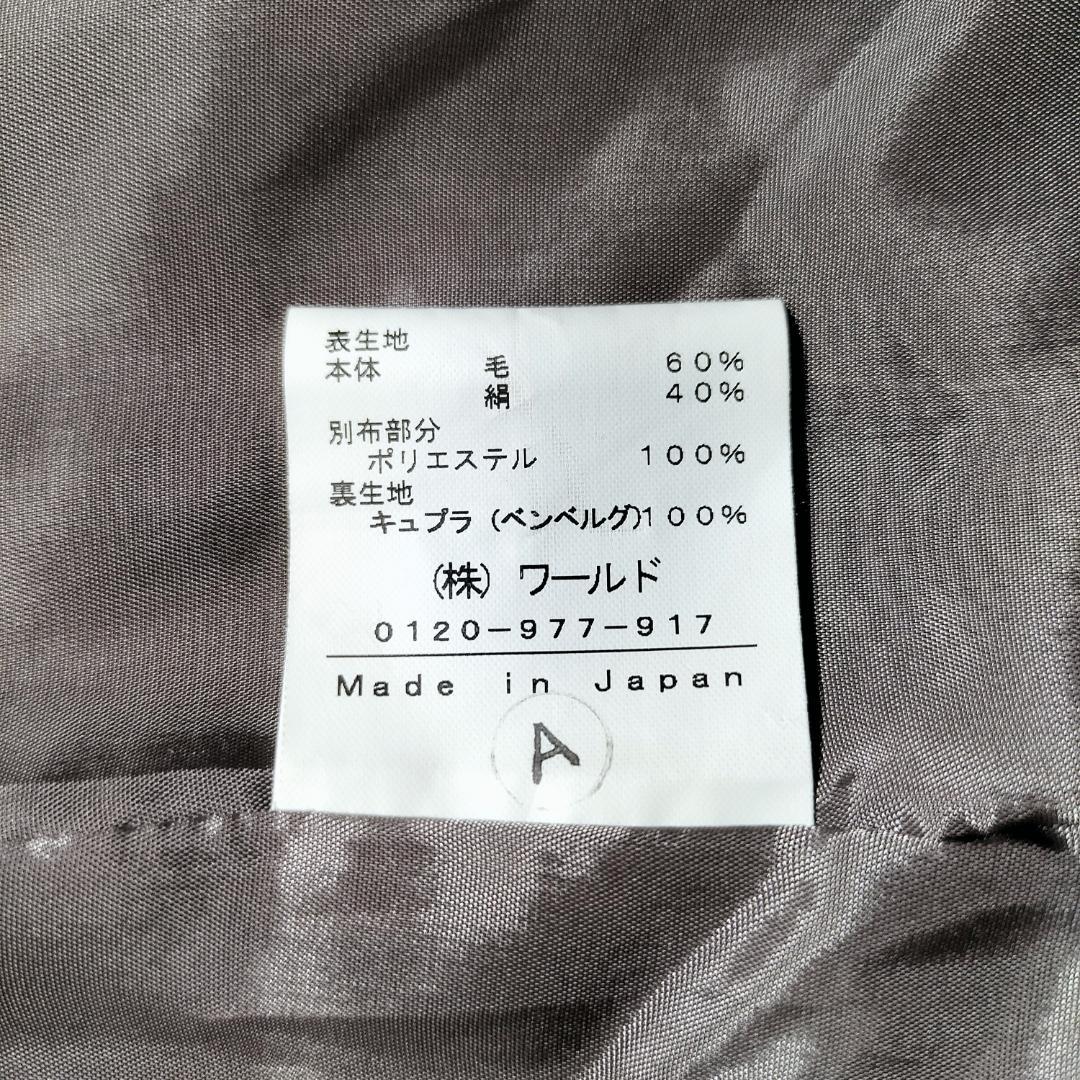 表生地
本体 毛 60%
絹 40%
別布部分
ポリエステル 100%
裏生地
キュプラ(ベンベルグ)100%
(株)ワールド
0120-977-917
Made in Japan
A